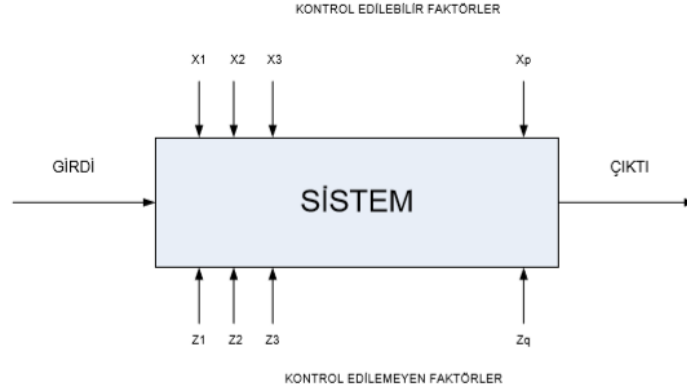 KONTROL EDİLEBİLİR FAKTÖRLER
X1 X2 X3 Xp
GİRDİ ÇIKTI
SİSTEM
Z1 Z2 Z3 Zq
KONTROL EDİLEMEYEN FAKTÖRLER